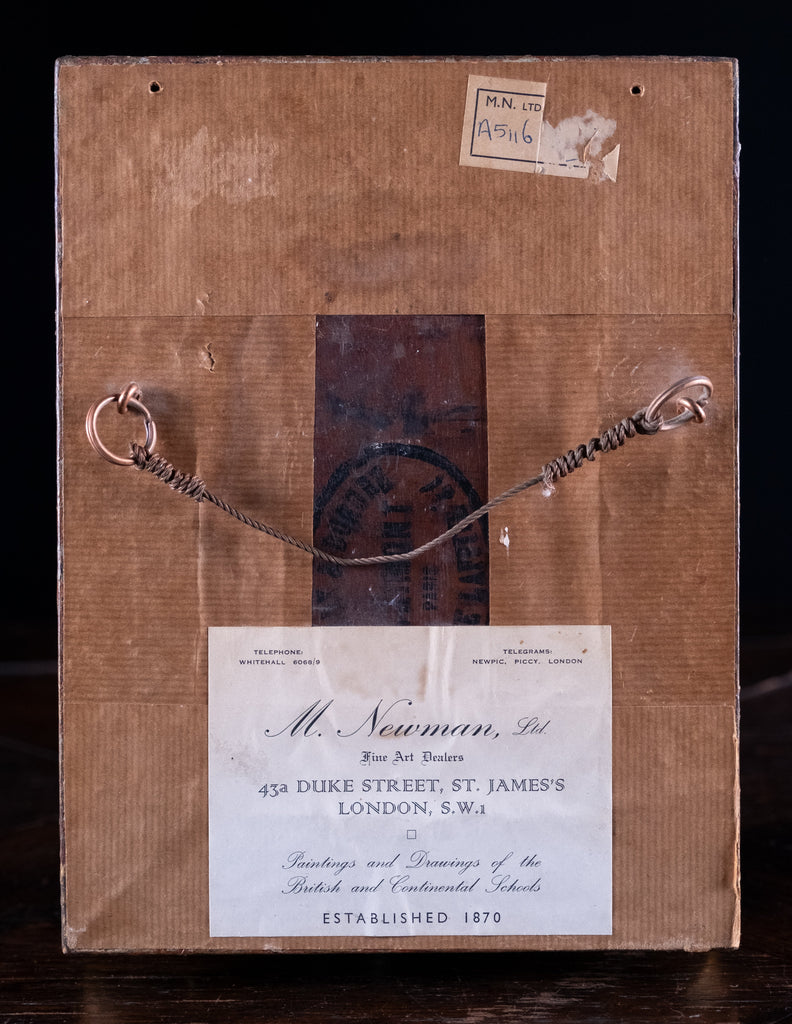 M.N. LTD
A5116
TELEPHONE:
WHITEHALL 6068/9
TELEGRAMS:
NEWPIC, PICCY, LONDON
M. Newman, Ltd.
Fine Art Dealers
43a DUKE STREET, ST. JAMES'S
LONDON, S.W.1
Paintings and Drawings of the
British and Continental Schools
ESTABLISHED 1870